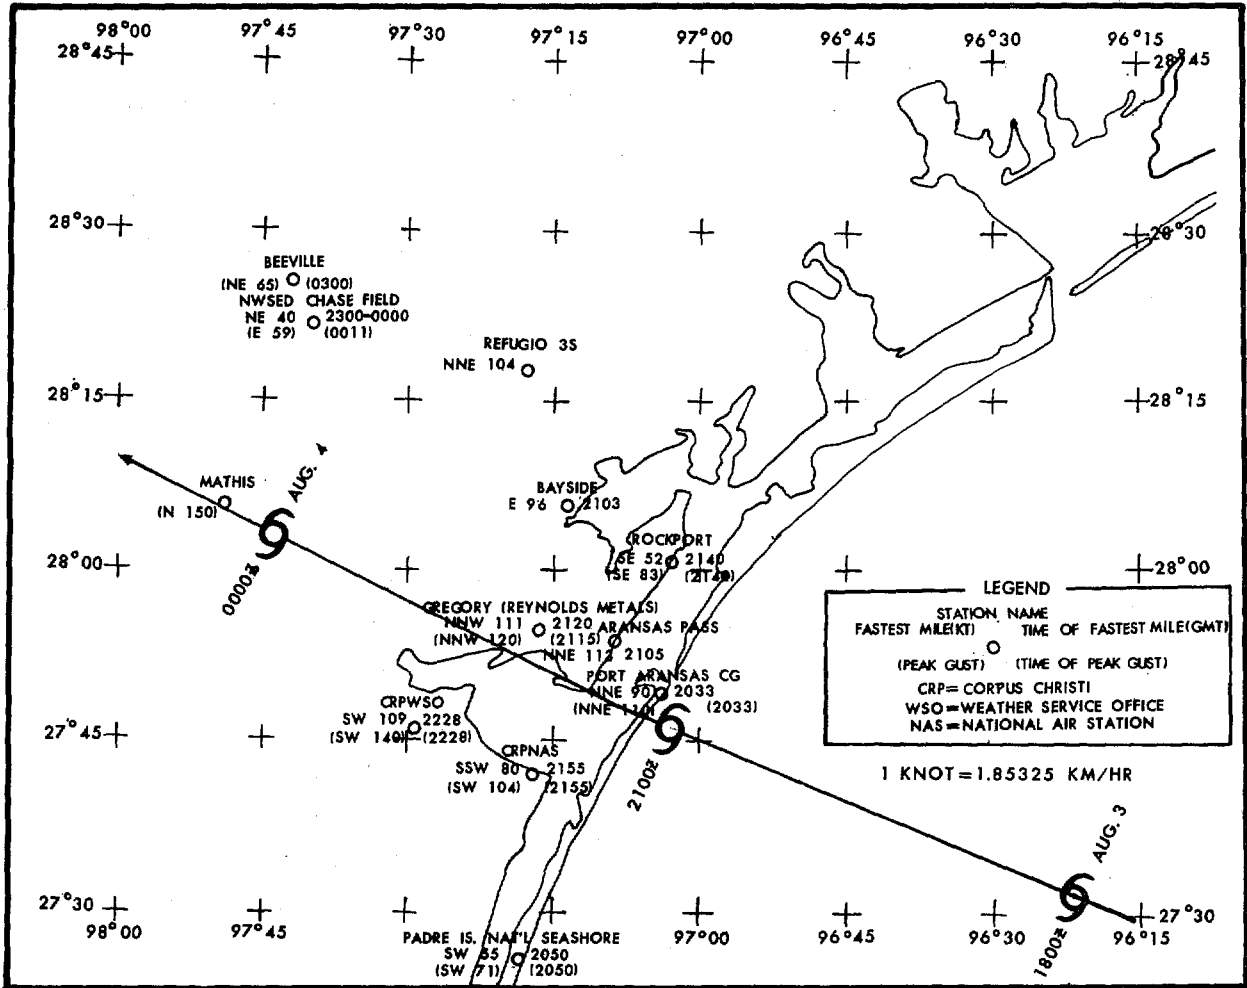 98°00 97°45 97°30 97°15 97°00 96°45 96°30 96°15
28°45 28°45
28°30 28°30
BEEVILLE
(NE 65) (0300)
NWSED CHASE FIELD
NE 40 2300-0000
(E 59) (0011)
REFUGIO 3S
NNE 104
28°15 28°15
AUG. 4
MATHIS
(N 150)
BAYSIDE
E 96 2103
ROCKPORT
SE 52 2140
(SE 83) (2140)
28°00 28°00
0000Z
GREGORY (REYNOLDS METALS)
NNW 111 2120
(NNW 120) (2115)
ARANSAS PASS
NNE 113 2105
PORT ARANSAS CG
(NNE 90) 2033
(NNE 110) (2033)
LEGEND
STATION NAME
FASTEST MILE(KT) TIME OF FASTEST MILE(GMT)
(PEAK GUST) (TIME OF PEAK GUST)
CRP= CORPUS CHRISTI
WSO=WEATHER SERVICE OFFICE
NAS=NATIONAL AIR STATION
CRPWSO
SW 109 2228
(SW 140) (2228)
27°45
CRPNAS
SSW 80 2155
(SW 104) (2155)
2100Z
1 KNOT=1.85325 KM/HR
AUG. 3
27°30 27°30
98°00 97°45 97°00 96°45 96°30 96°15
1800Z
PADRE IS. NAT'L SEASHORE
SW 55 2050
(SW 71) (2050)